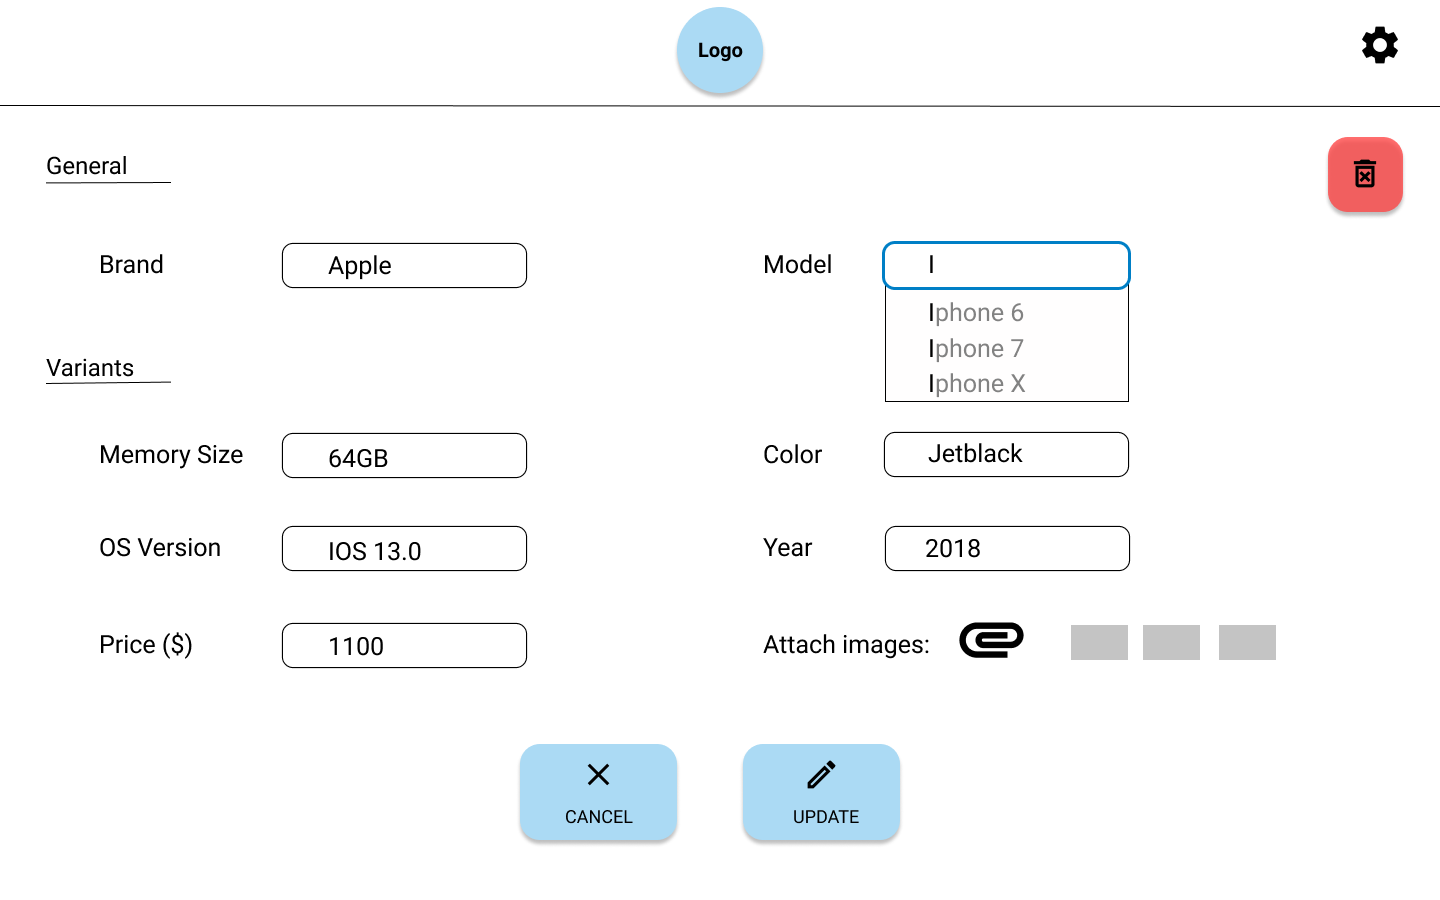 Logo
General
Brand
Apple
Model
I
Iphone 6
Iphone 7
Iphone X
Variants
Memory Size
64GB
Color
Jetblack
OS Version
IOS 13.0
Year
2018
Price ($)
1100
Attach images:
CANCEL
UPDATE